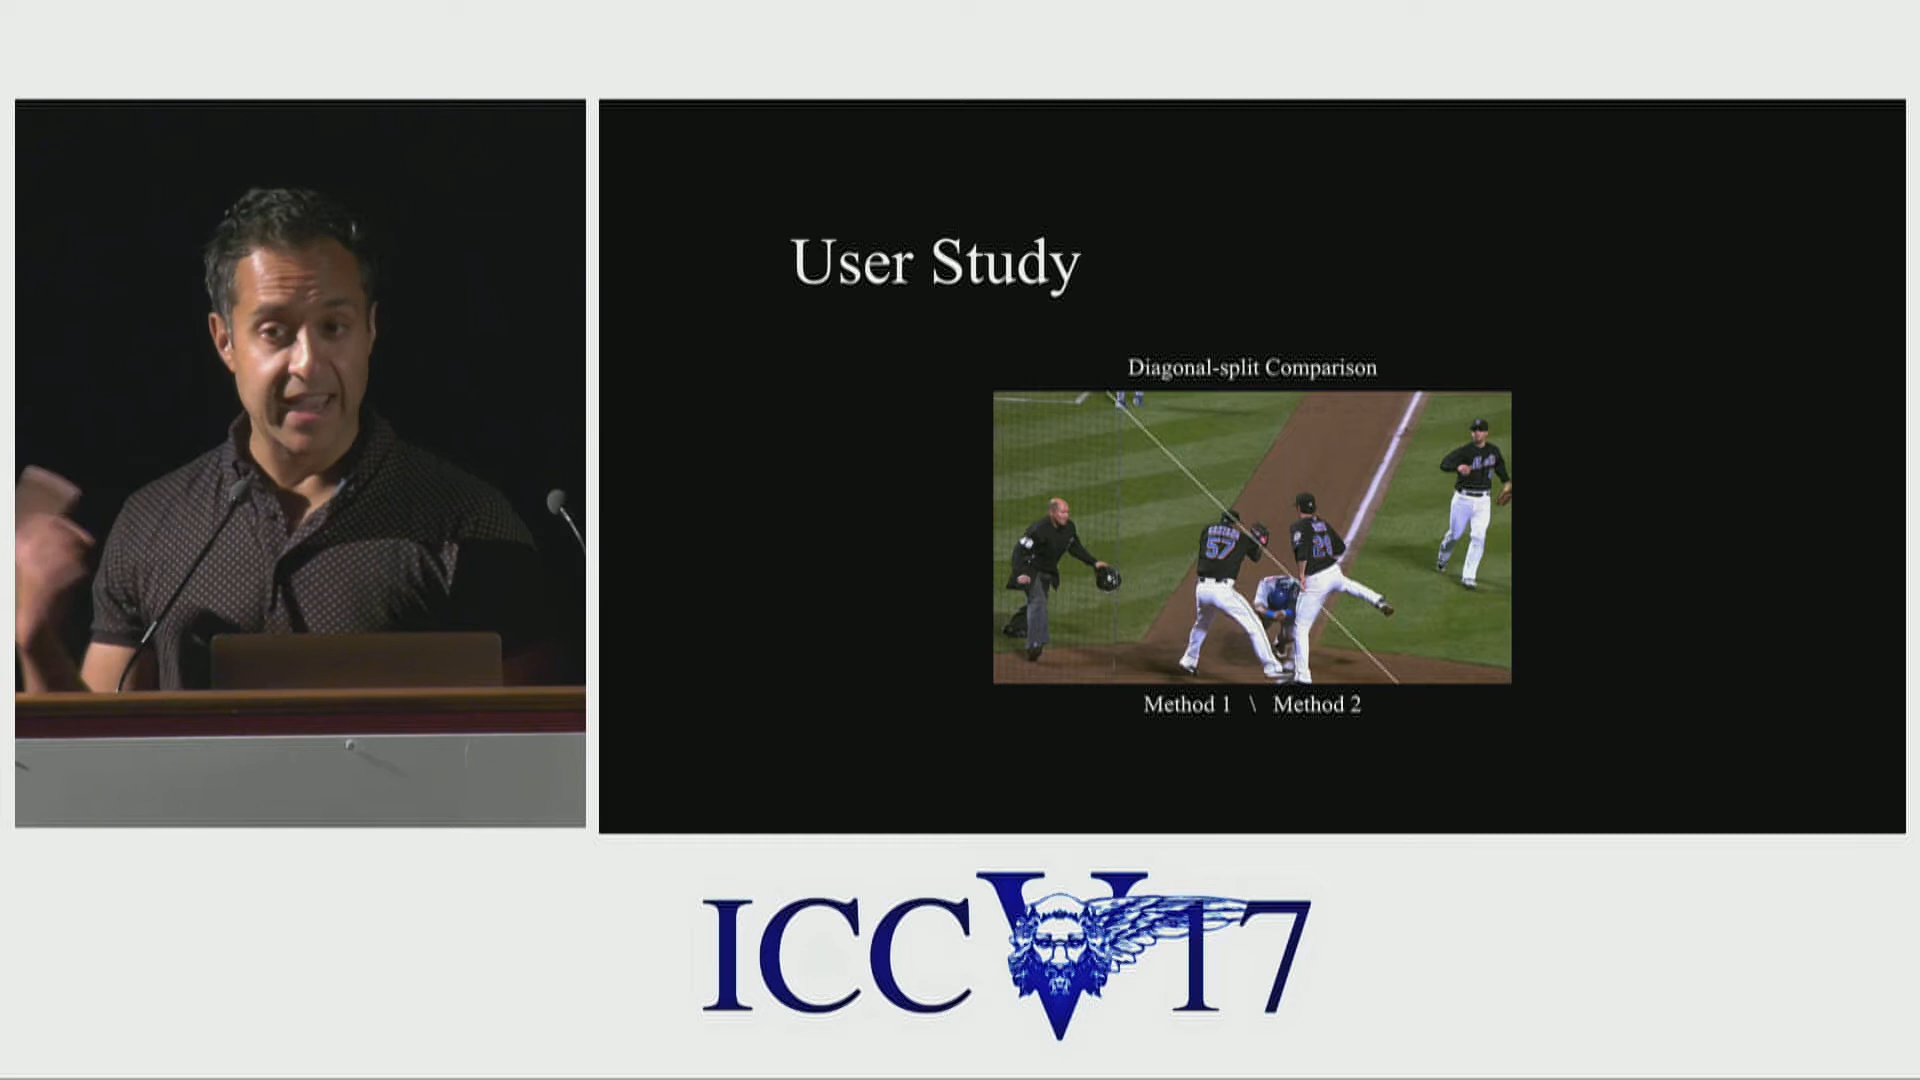 User Study
Diagonal-split Comparison
57
Method 1 \ Method 2
ICCV17